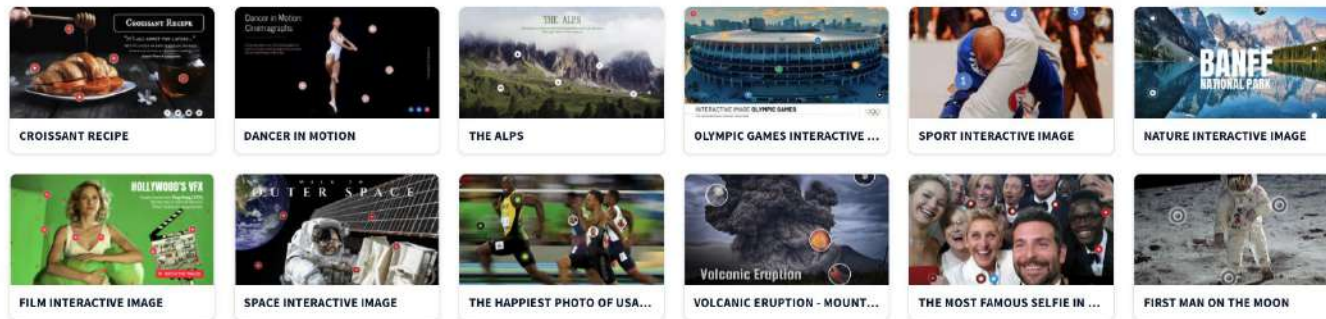 CROISSANT RECIPE
Dancer in Motion
Cinemagraphs
THE ALPS
INTERACTIVE IMAGE OLYMPIC GAMES
1
4
5
BANFF
NATIONAL PARK
CROISSANT RECIPE
DANCER IN MOTION
THE ALPS
OLYMPIC GAMES INTERACTIVE ...
SPORT INTERACTIVE IMAGE
NATURE INTERACTIVE IMAGE
HOLLYWOOD'S VFX
OUTER SPACE
Volcanic Eruption
FILM INTERACTIVE IMAGE
SPACE INTERACTIVE IMAGE
THE HAPPIEST PHOTO OF USA...
VOLCANIC ERUPTION - MOUNT...
THE MOST FAMOUS SELFIE IN ...
FIRST MAN ON THE MOON